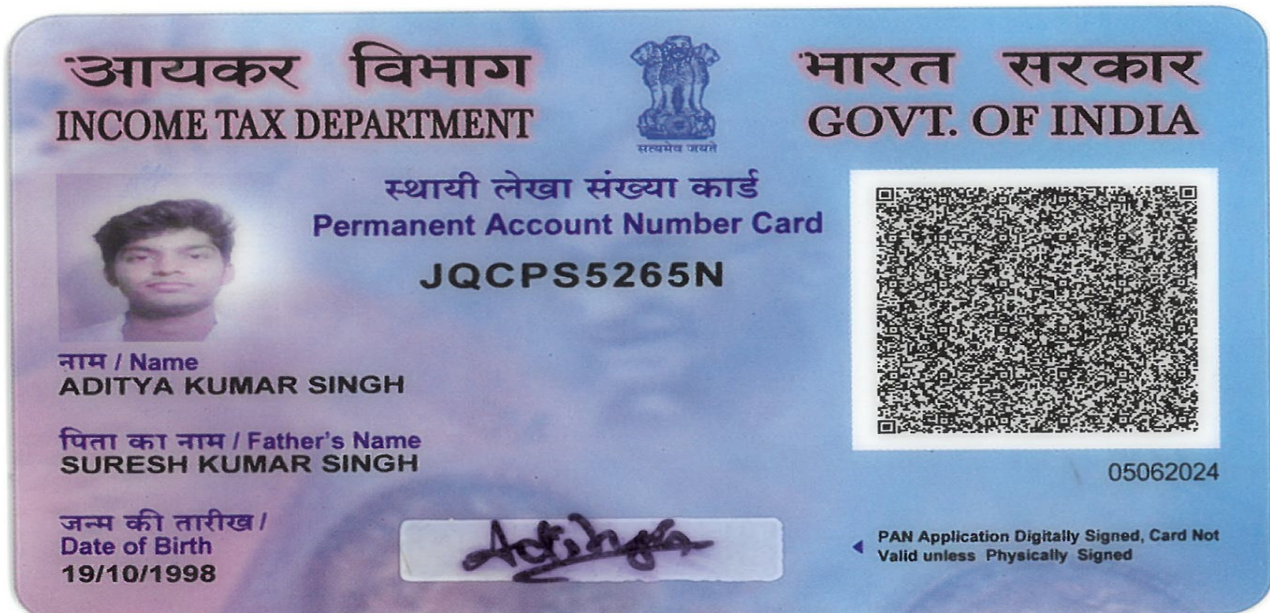 आयकर विभाग
INCOME TAX DEPARTMENT
सत्यमेव जयते
भारत सरकार
GOVT. OF INDIA
स्थायी लेखा संख्या कार्ड
Permanent Account Number Card
JQCPS5265N
नाम / Name
ADITYA KUMAR SINGH
पिता का नाम / Father's Name
SURESH KUMAR SINGH
जन्म की तारीख /
Date of Birth
19/10/1998
Aditya
05062024
PAN Application Digitally Signed, Card Not
Valid unless Physically Signed